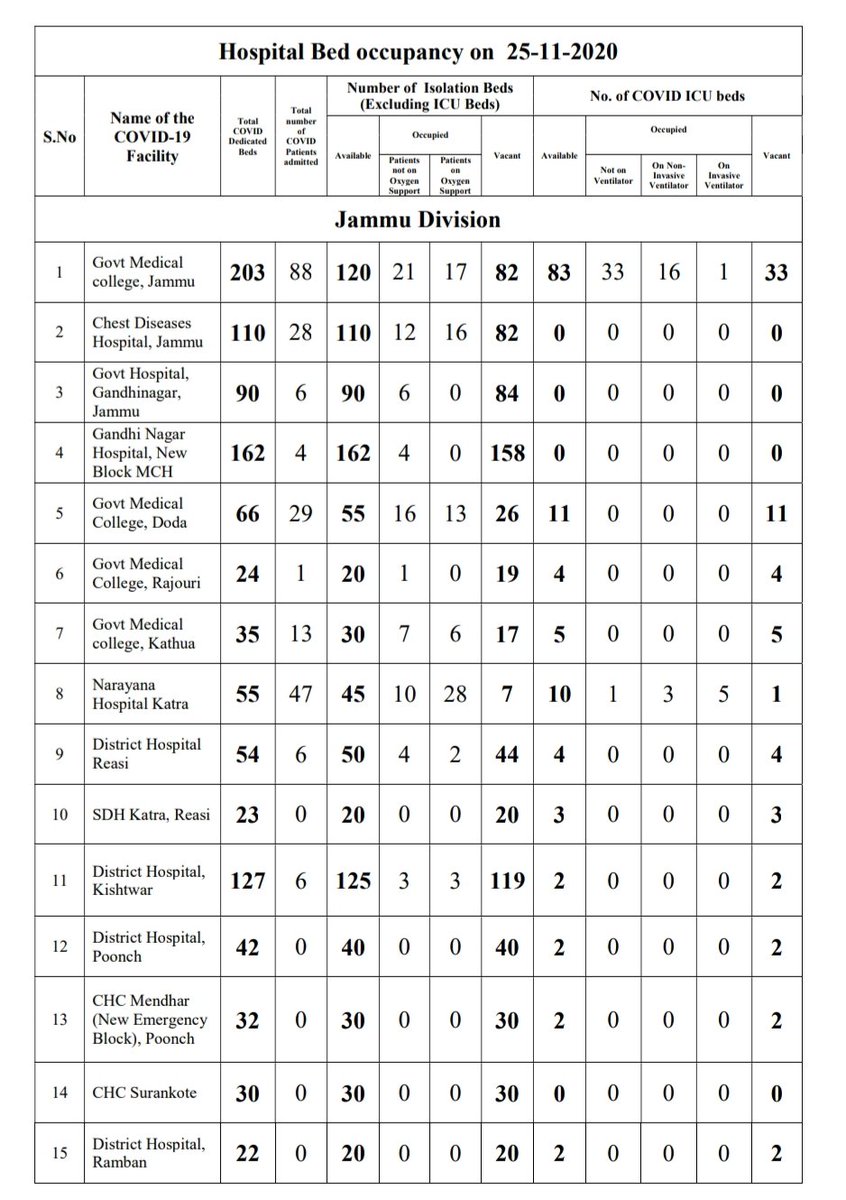 Hospital Bed occupancy on 25-11-2020
S.No
Name of the
COVID-19
Facility
Total
COVID
Dedicated
Beds
Total
number
of
COVID
Patients
admitted
Number of Isolation Beds
(Excluding ICU Beds)
Available
Occupied
Patients
not on
Oxygen
Support
Patients
on
Oxygen
Support
Vacant
No. of COVID ICU beds
Available
Occupied
Not on
Ventilator
On Non-
Invasive
Ventilator
On
Invasive
Ventilator
Vacant
Jammu Division
1 Govt Medical
college, Jammu 203 88 120 21 17 82 83 33 16 1 33
2 Chest Diseases
Hospital, Jammu 110 28 110 12 16 82 0 0 0 0 0
3 Govt Hospital,
Gandhinagar,
Jammu 90 6 90 6 0 84 0 0 0 0 0
4 Gandhi Nagar
Hospital, New
Block MCH 162 4 162 4 0 158 0 0 0 0 0
5 Govt Medical
College, Doda 66 29 55 16 13 26 11 0 0 0 11
6 Govt Medical
College, Rajouri 24 1 20 1 0 19 4 0 0 0 4
7 Govt Medical
college, Kathua 35 13 30 7 6 17 5 0 0 0 5
8 Narayana
Hospital Katra 55 47 45 10 28 7 10 1 3 5 1
9 District Hospital
Reasi 54 6 50 4 2 44 4 0 0 0 4
10 SDH Katra, Reasi 23 0 20 0 0 20 3 0 0 0 3
11 District Hospital,
Kishtwar 127 6 125 3 3 119 2 0 0 0 2
12 District Hospital,
Poonch 42 0 40 0 0 40 2 0 0 0 2
13 CHC Mendhar
(New Emergency
Block), Poonch 32 0 30 0 0 30 2 0 0 0 2
14 CHC Surankote 30 0 30 0 0 30 0 0 0 0 0
15 District Hospital,
Ramban 22 0 20 0 0 20 2 0 0 0 2